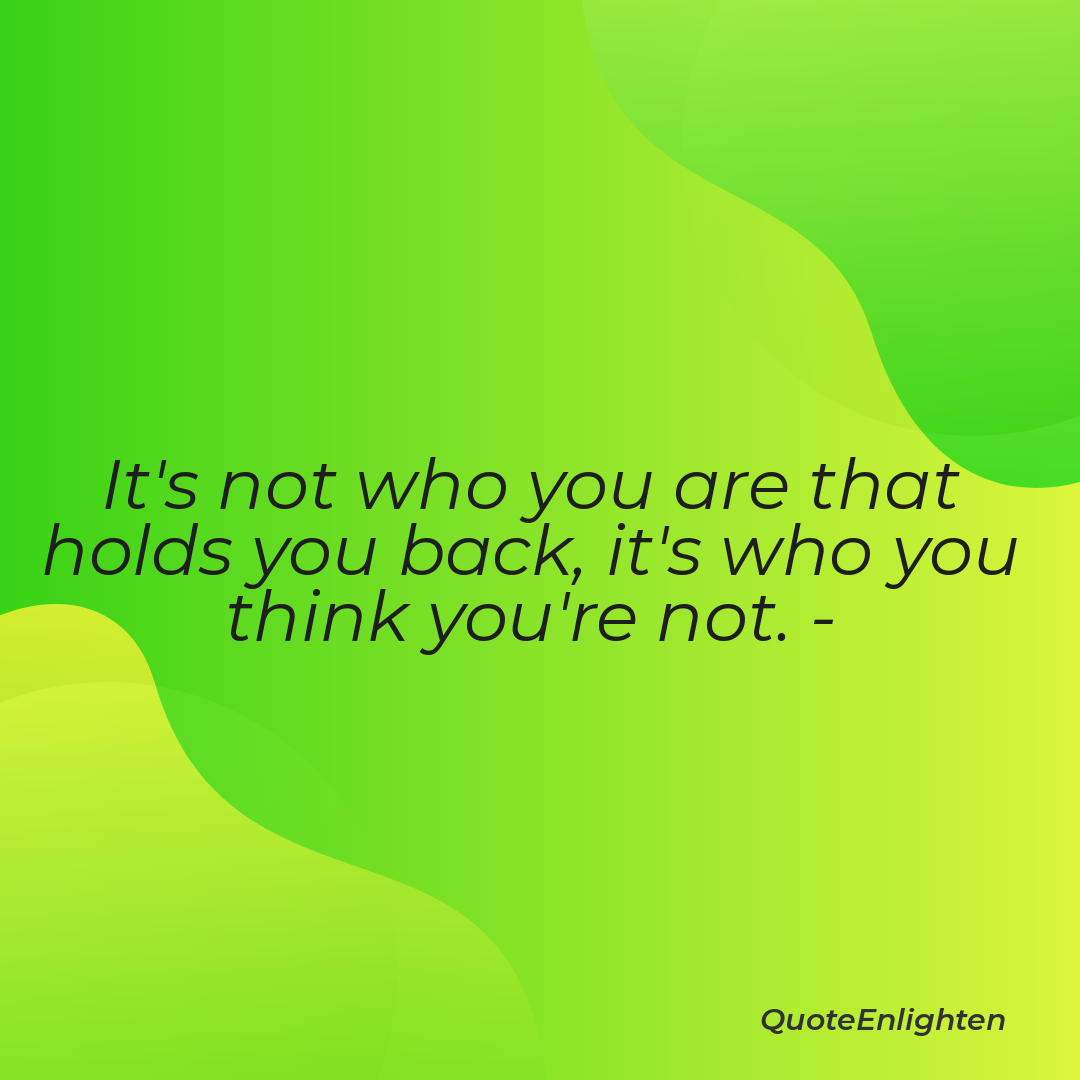 It's not who you are that
holds you back, it's who you
think you're not. -
QuoteEnlighten